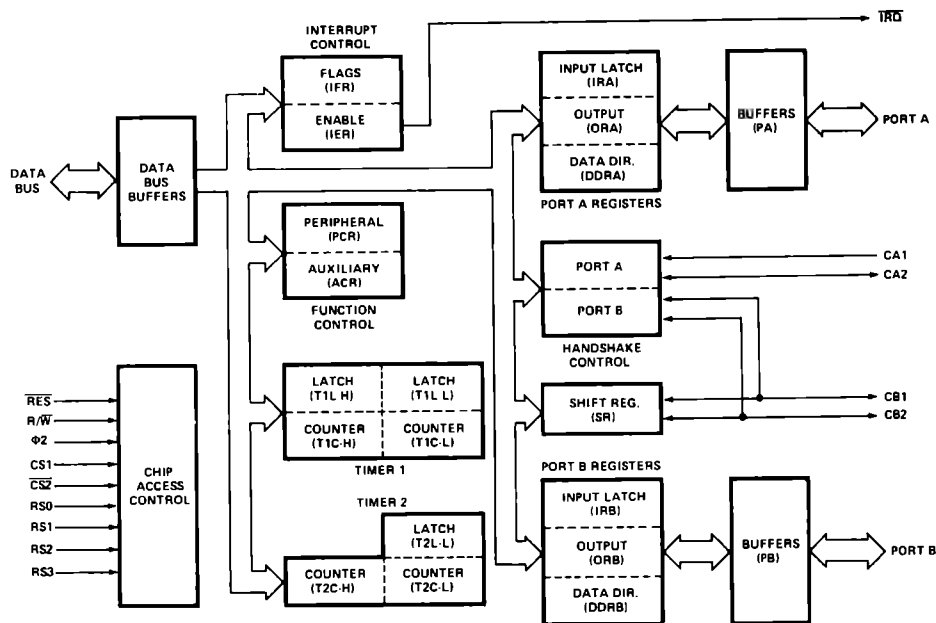 INTERRUPT
CONTROL
FLAGS
(IFR)
ENABLE
(IER)
IRQ
INPUT LATCH
(IRA)
OUTPUT
(ORA)
DATA DIR.
(DDRA)
PORT A REGISTERS
BUFFERS
(PA)
PORT A
DATA
BUS
DATA
BUS
BUFFERS
PERIPHERAL
(PCR)
AUXILIARY
(ACR)
FUNCTION
CONTROL
PORT A
PORT B
HANDSHAKE
CONTROL
CA1
CA2
LATCH
(T1L·H)
LATCH
(T1L·L)
COUNTER
(T1C·H)
COUNTER
(T1C·L)
TIMER 1
SHIFT REG.
(SR)
CB1
CB2
RES
R/W
Φ2
CS1
CS2
RS0
RS1
RS2
RS3
CHIP
ACCESS
CONTROL
TIMER 2
LATCH
(T2L·L)
COUNTER
(T2C·H)
COUNTER
(T2C·L)
PORT B REGISTERS
INPUT LATCH
(IRB)
OUTPUT
(ORB)
DATA DIR.
(DDRB)
BUFFERS
(PB)
PORT B